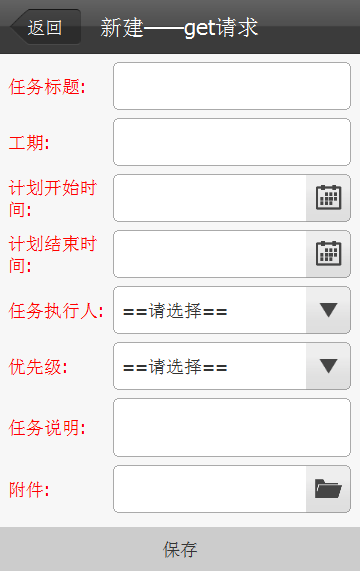 返回
新建——get请求
任务标题:
工期:
计划开始时
间:
计划结束时
间:
任务执行人:
==请选择==
优先级:
==请选择==
任务说明:
附件:
保存